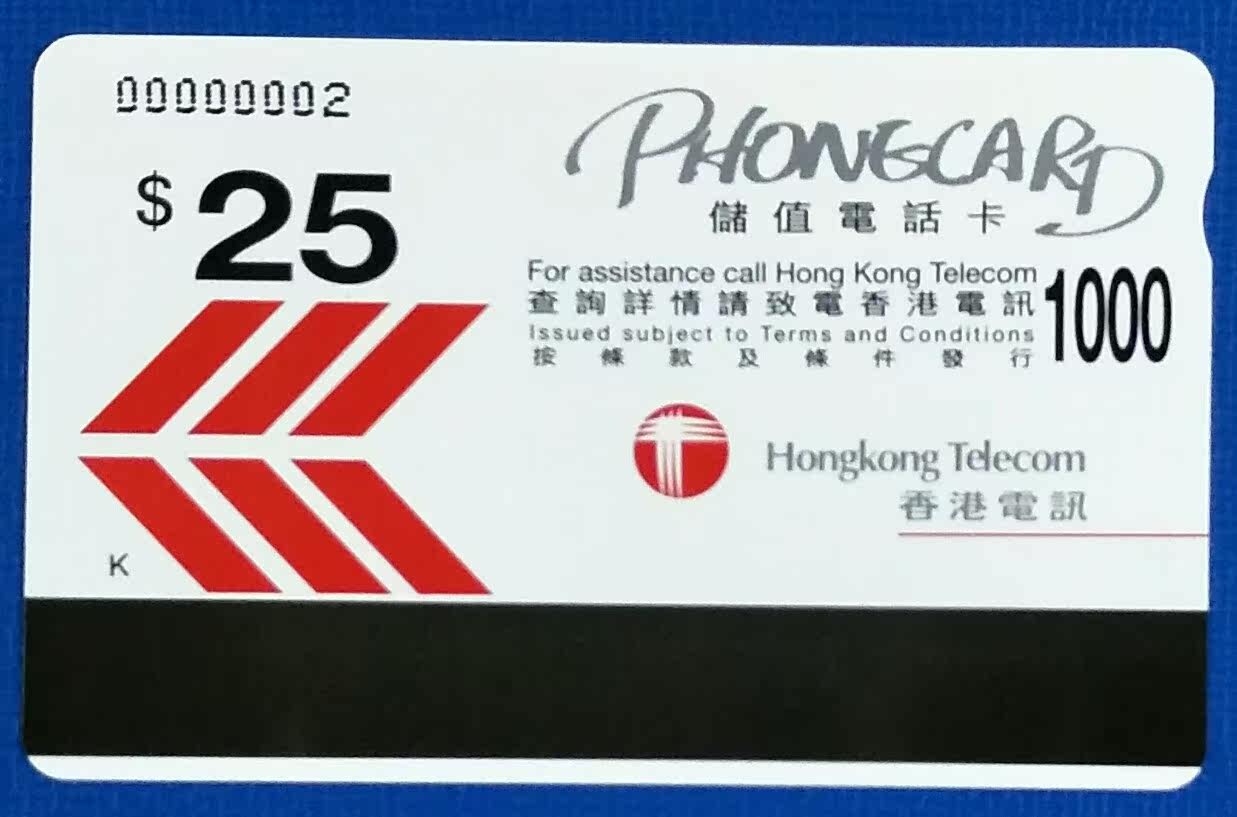 00000002
$25
PHONECARD
儲值電話卡
For assistance call Hong Kong Telecom 1000
查詢詳情請致電香港電訊
Issued subject to Terms and Conditions
按條款及條件發行
Hongkong Telecom
香港電訊
K